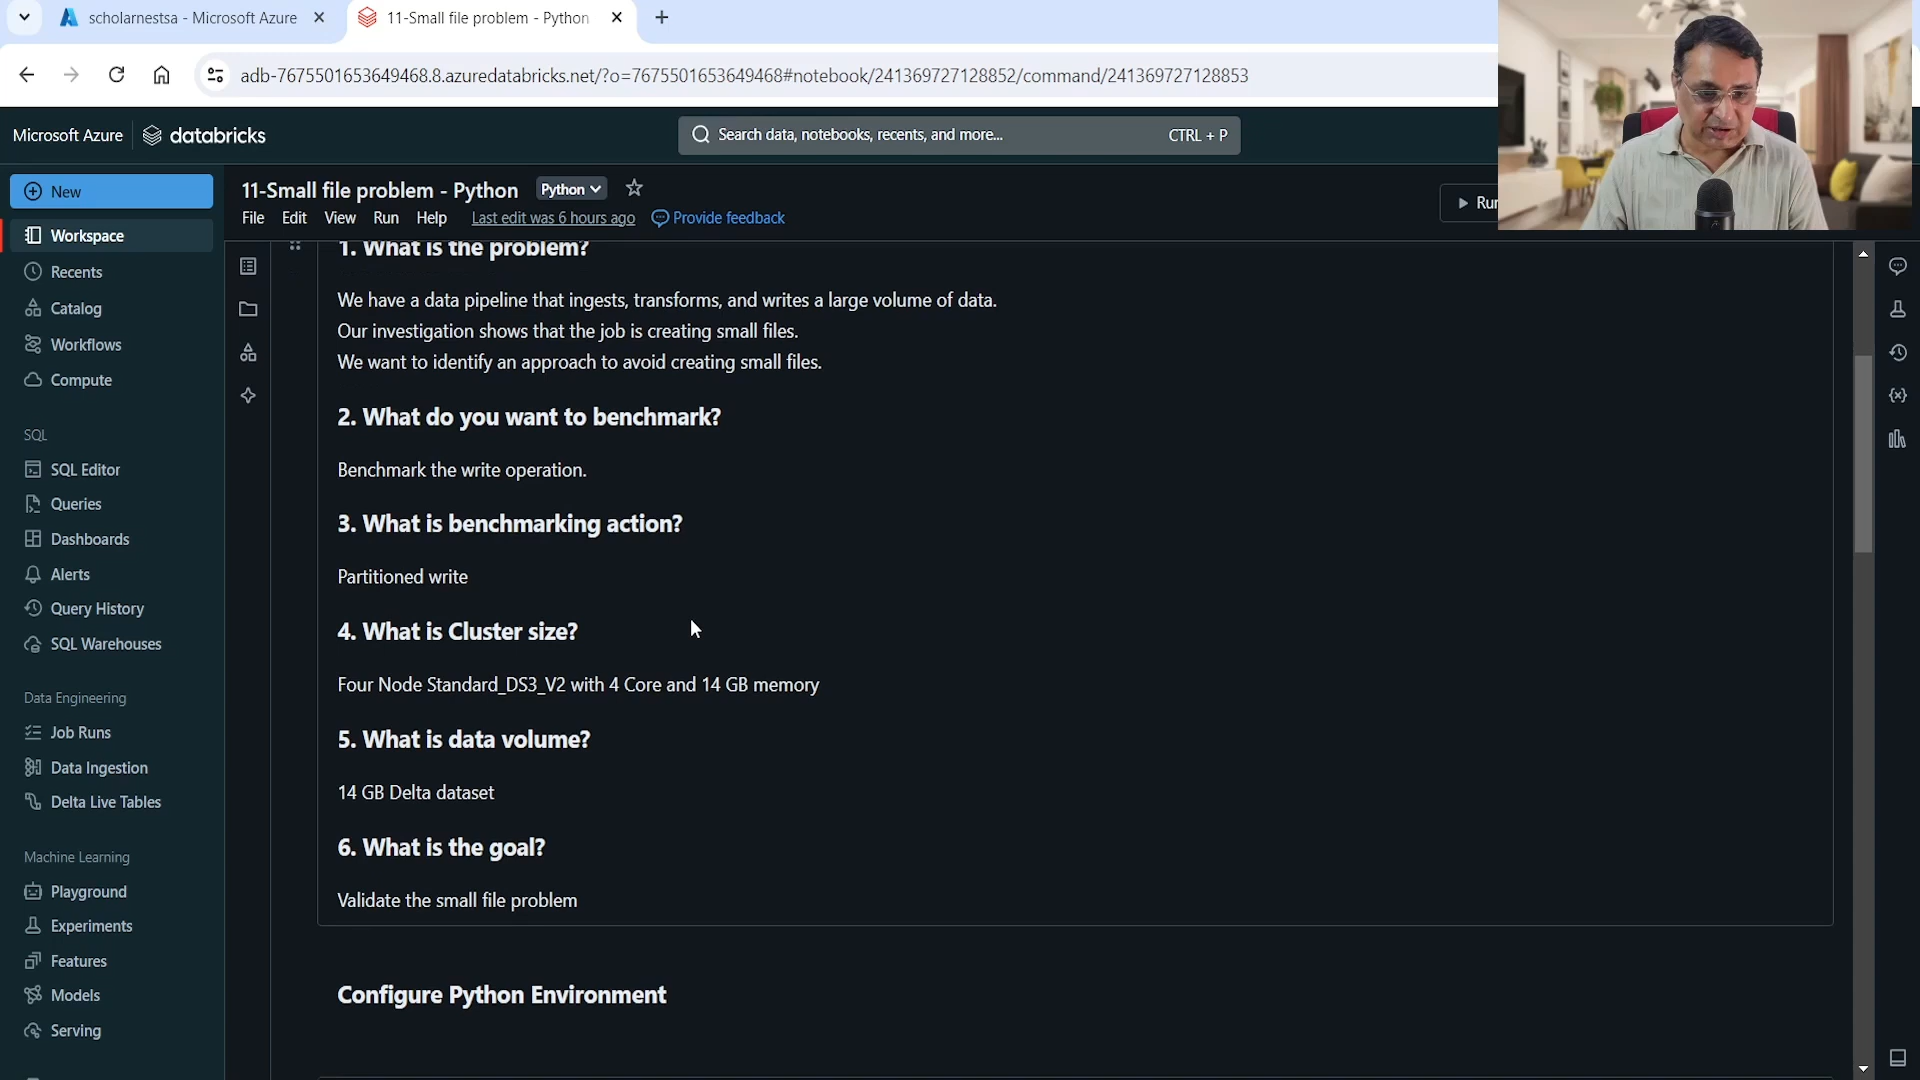 scholarnestsa - Microsoft Azure
11-Small file problem - Python
adb-7675501653649468.8.azuredatabricks.net/?o=7675501653649468#notebook/241369727128852/command/241369727128853
Microsoft Azure
databricks
Search data, notebooks, recents, and more...
CTRL + P
New
Workspace
Recents
Catalog
Workflows
Compute
SQL
SQL Editor
Queries
Dashboards
Alerts
Query History
SQL Warehouses
Data Engineering
Job Runs
Data Ingestion
Delta Live Tables
Machine Learning
Playground
Experiments
Features
Models
Serving
11-Small file problem - Python
Python
File Edit View Run Help Last edit was 6 hours ago Provide feedback
1. What is the problem?
We have a data pipeline that ingests, transforms, and writes a large volume of data.
Our investigation shows that the job is creating small files.
We want to identify an approach to avoid creating small files.
2. What do you want to benchmark?
Benchmark the write operation.
3. What is benchmarking action?
Partitioned write
4. What is Cluster size?
Four Node Standard_DS3_V2 with 4 Core and 14 GB memory
5. What is data volume?
14 GB Delta dataset
6. What is the goal?
Validate the small file problem
Configure Python Environment